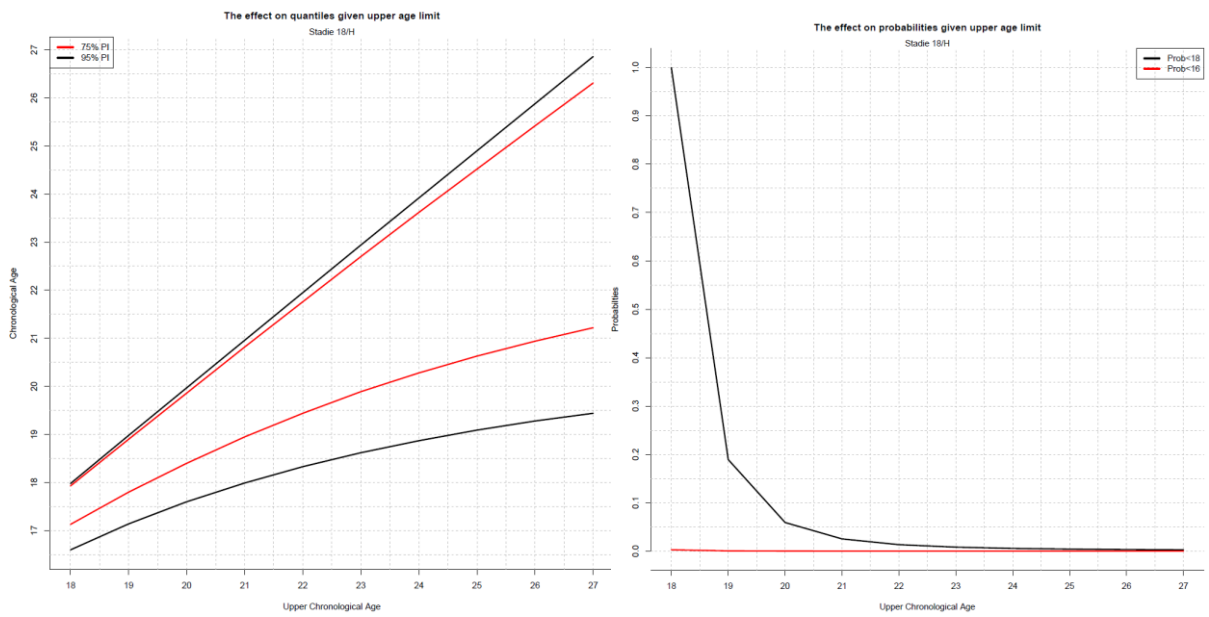 The effect on quantiles given upper age limit
Stadie 18/H
75% PI
95% PI
27
26
25
24
23
22
21
20
19
18
17
Chronological Age
18 19 20 21 22 23 24 25 26 27
Upper Chronological Age
The effect on probabilities given upper age limit
Stadie 18/H
Prob<18
Prob<16
1.0
0.9
0.8
0.7
0.6
0.5
0.4
0.3
0.2
0.1
0.0
Probabilties
18 19 20 21 22 23 24 25 26 27
Upper Chronological Age